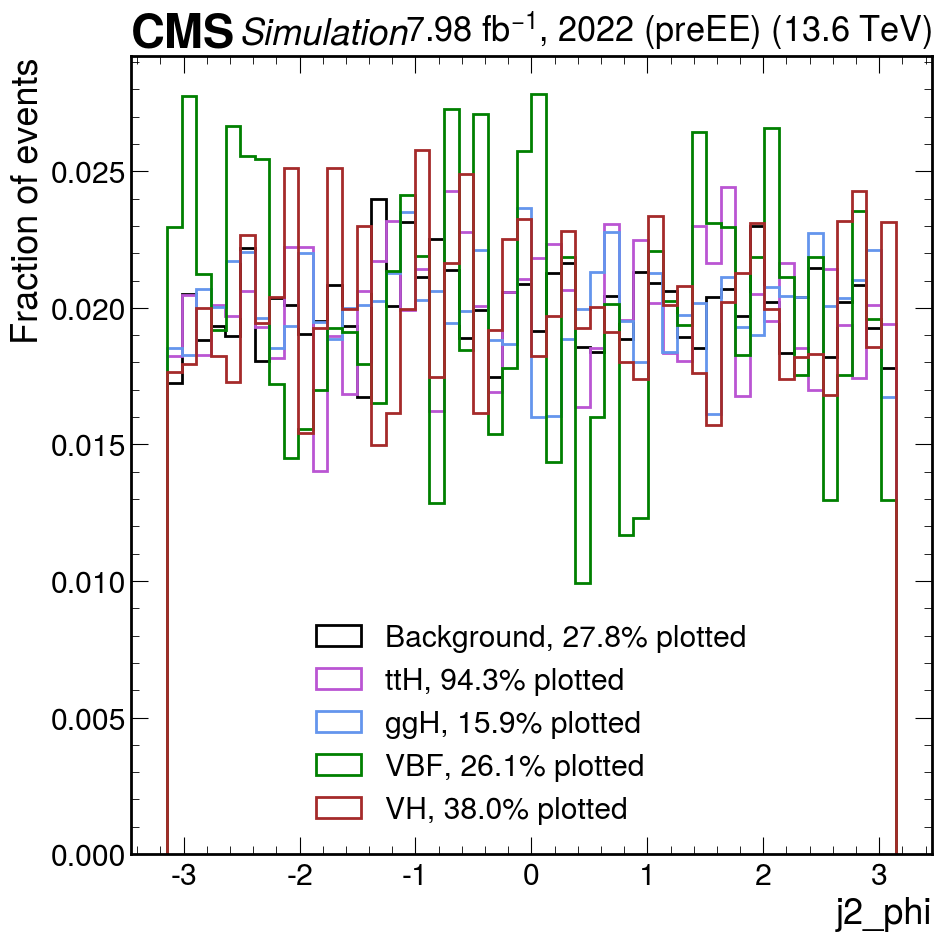 CMS Simulation 7.98 fb⁻¹, 2022 (preEE) (13.6 TeV)
Fraction of events
0.025
0.020
0.015
0.010
0.005
0.000
Background, 27.8% plotted
ttH, 94.3% plotted
ggH, 15.9% plotted
VBF, 26.1% plotted
VH, 38.0% plotted
-3 -2 -1 0 1 2 3
j2_phi